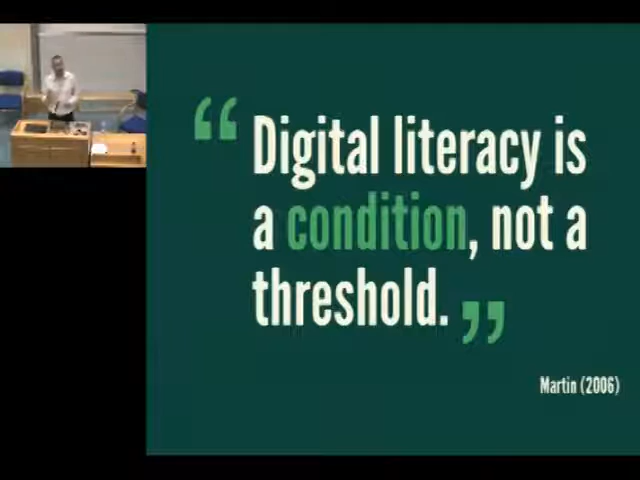 “ Digital literacy is
a condition, not a
threshold. ”
Martin (2006)